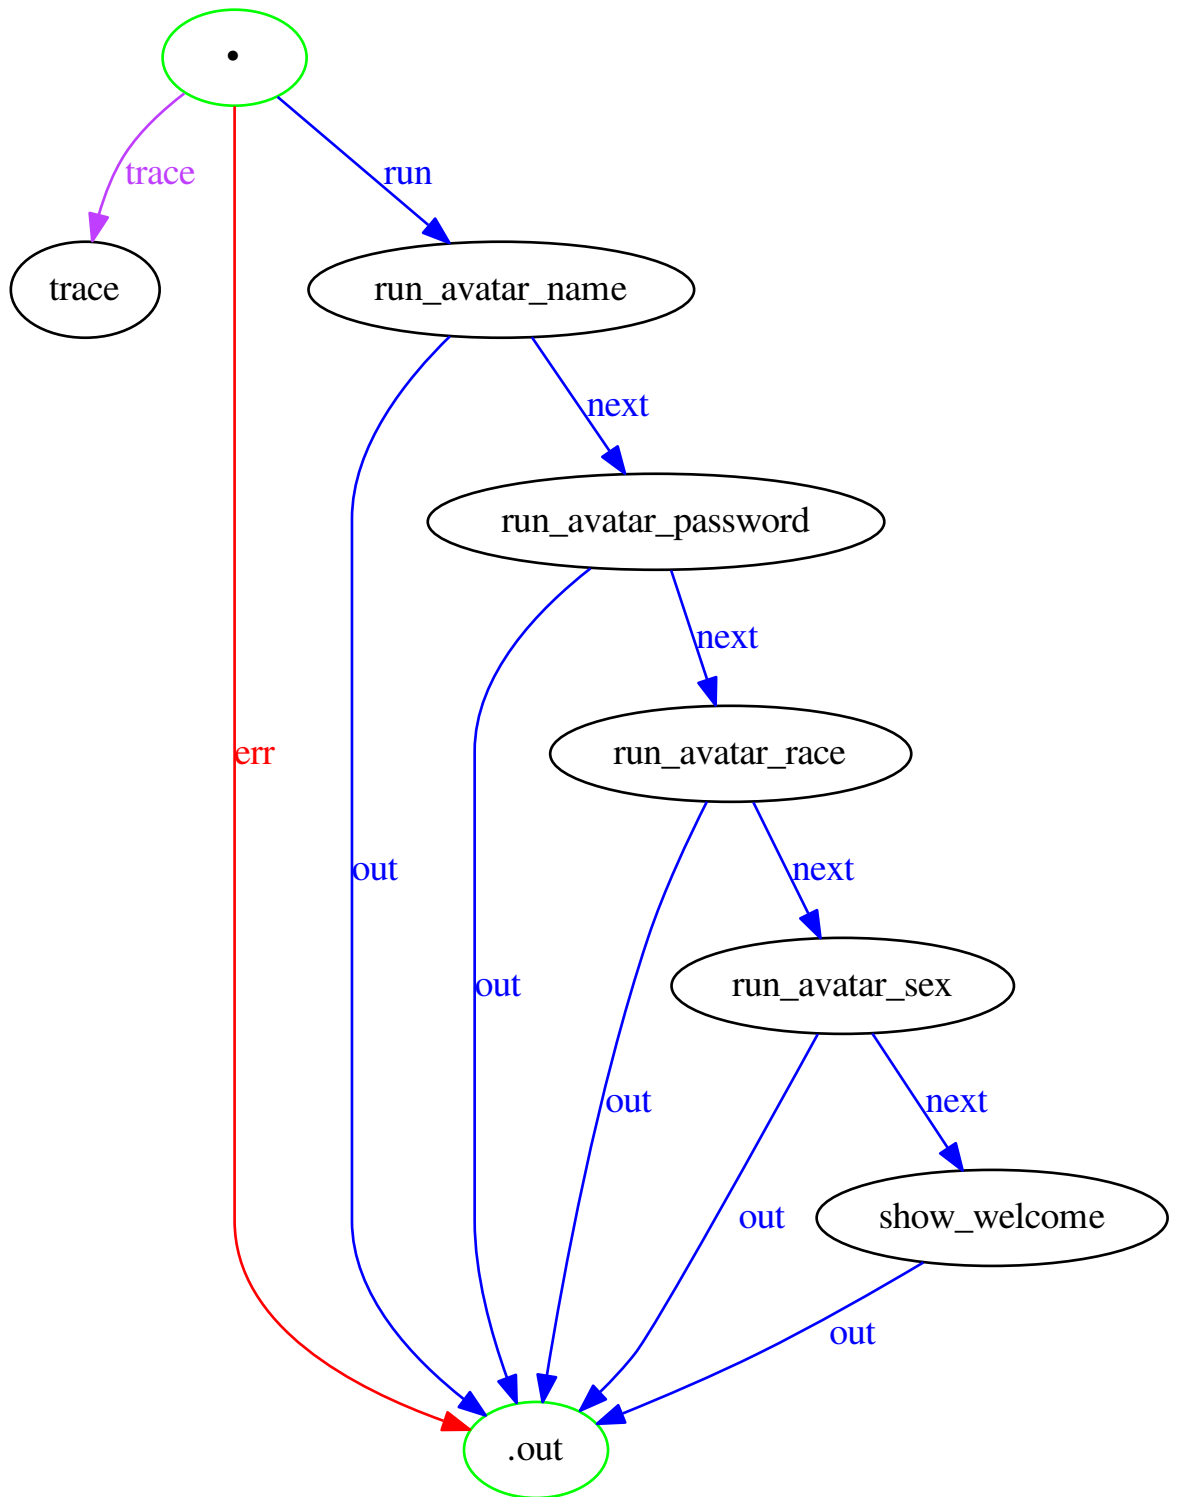 •
trace
run
trace
run_avatar_name
next
run_avatar_password
next
err
run_avatar_race
out
next
out
run_avatar_sex
out
next
out
show_welcome
out
.out